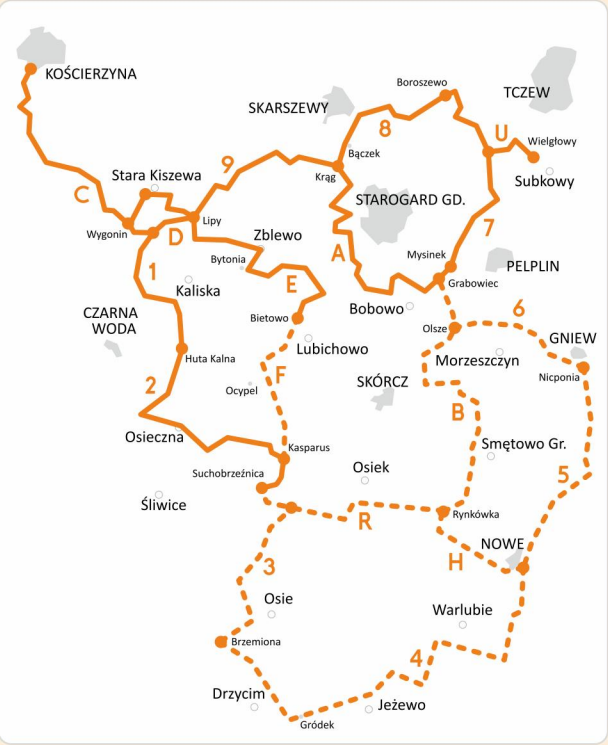 KOŚCIERZYNA
Boroszewo
TCZEW
SKARSZEWY
8
U
Wielgłowy
Bączek
9
Stara Kiszewa
Krąg
Subkowy
C
STAROGARD GD.
Lipy
7
Wygonin
D
Zblewo
A
Mysinek
Bytonia
1
PELPLIN
E
Grabowiec
Kaliska
Bobowo
6
CZARNA
WODA
Bietowo
Olsze
GNIEW
Lubichowo
Huta Kalna
Morzeszczyn
F
SKÓRCZ
Nicponia
2
Ocypel
B
Osieczna
Smętowo Gr.
Kasparus
Osiek
Suchobrzeźnica
5
Śliwice
Rynkówka
R
NOWE
H
3
Osie
Warlubie
Brzemiona
4
Drzycim
Jeżewo
Gródek